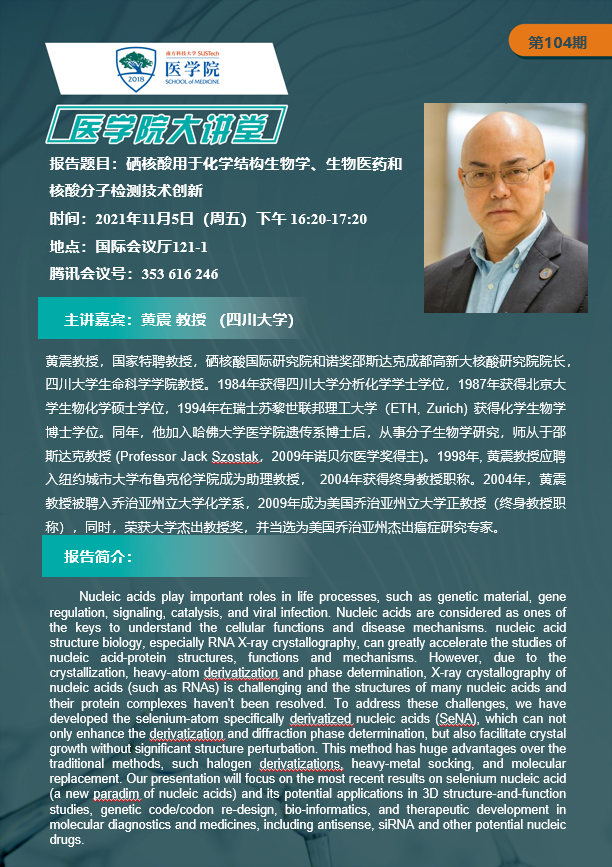 第104期
南方科技大学 SUSTech
医学院
SCHOOL of MEDICINE
2018
医学院大讲堂
报告题目：硒核酸用于化学结构生物学、生物医药和
核酸分子检测技术创新
时间：2021年11月5日（周五）下午 16:20-17:20
地点：国际会议厅121-1
腾讯会议号：353 616 246
主讲嘉宾：黄震 教授 （四川大学）
黄震教授，国家特聘教授，硒核酸国际研究院和诺奖邵斯达克成都高新大核酸研究院院长，
四川大学生命科学学院教授。1984年获得四川大学分析化学学士学位，1987年获得北京大
学生物化学硕士学位，1994年在瑞士苏黎世联邦理工大学（ETH, Zurich) 获得化学生物学
博士学位。同年，他加入哈佛大学医学院遗传系博士后，从事分子生物学研究，师从于邵
斯达克教授 (Professor Jack Szostak，2009年诺贝尔医学奖得主)。1998年, 黄震教授应聘
入纽约城市大学布鲁克伦学院成为助理教授， 2004年获得终身教授职称。2004年，黄震
教授被聘入乔治亚州立大学化学系，2009年成为美国乔治亚州立大学正教授（终身教授职
称），同时，荣获大学杰出教授奖，并当选为美国乔治亚州杰出癌症研究专家。
报告简介：
Nucleic acids play important roles in life processes, such as genetic material, gene
regulation, signaling, catalysis, and viral infection. Nucleic acids are considered as ones of
the keys to understand the cellular functions and disease mechanisms. nucleic acid
structure biology, especially RNA X-ray crystallography, can greatly accelerate the studies of
nucleic acid-protein structures, functions and mechanisms. However, due to the
crystallization, heavy-atom derivatization and phase determination, X-ray crystallography of
nucleic acids (such as RNAs) is challenging and the structures of many nucleic acids and
their protein complexes haven't been resolved. To address these challenges, we have
developed the selenium-atom specifically derivatized nucleic acids (SeNA), which can not
only enhance the derivatization and diffraction phase determination, but also facilitate crystal
growth without significant structure perturbation. This method has huge advantages over the
traditional methods, such halogen derivatizations, heavy-metal socking, and molecular
replacement. Our presentation will focus on the most recent results on selenium nucleic acid
(a new paradim of nucleic acids) and its potential applications in 3D structure-and-function
studies, genetic code/codon re-design, bio-informatics, and therapeutic development in
molecular diagnostics and medicines, including antisense, siRNA and other potential nucleic
drugs.